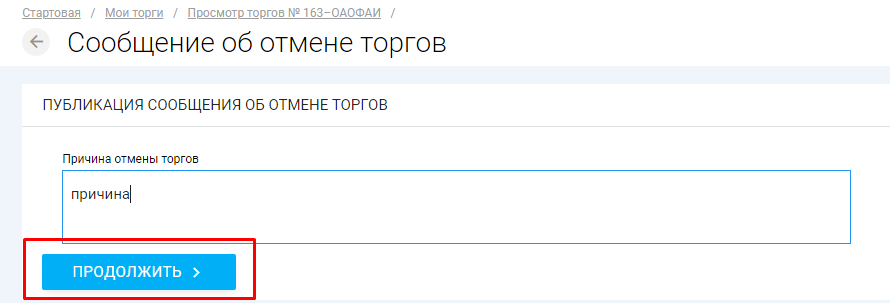 Стартовая / Мои торги / Просмотр торгов № 163–ОАОФАИ /
Сообщение об отмене торгов
ПУБЛИКАЦИЯ СООБЩЕНИЯ ОБ ОТМЕНЕ ТОРГОВ
Причина отмены торгов
причина
ПРОДОЛЖИТЬ